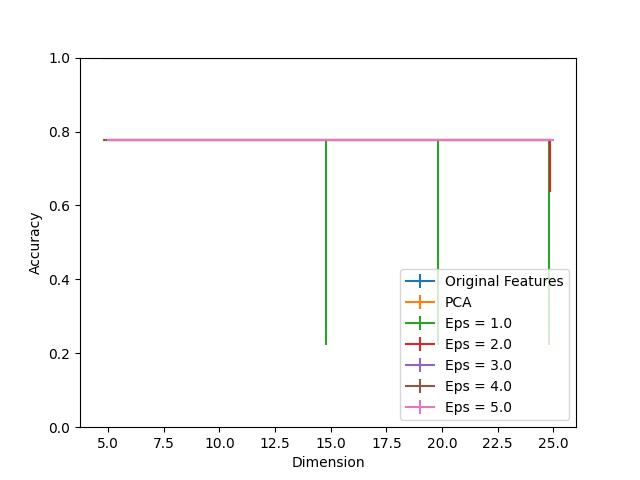 1.0
0.8
0.6
0.4
0.2
0.0
Accuracy
Original Features
PCA
Eps = 1.0
Eps = 2.0
Eps = 3.0
Eps = 4.0
Eps = 5.0
5.0 7.5 10.0 12.5 15.0 17.5 20.0 22.5 25.0
Dimension